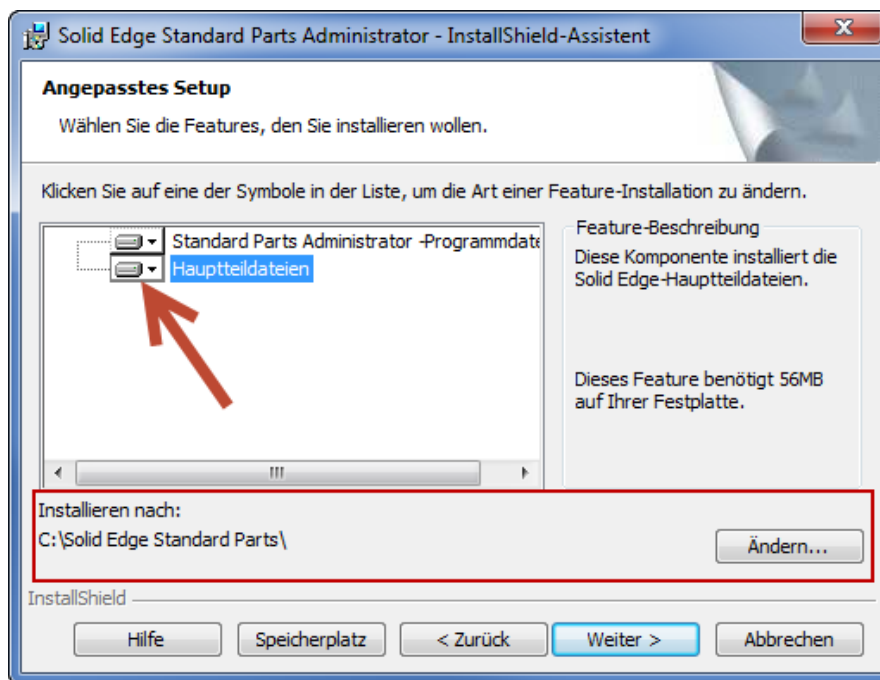 Solid Edge Standard Parts Administrator - InstallShield-Assistent
Angepasstes Setup
Wählen Sie die Features, den Sie installieren wollen.
Klicken Sie auf eine der Symbole in der Liste, um die Art einer Feature-Installation zu ändern.
Standard Parts Administrator -Programmdate
Hauptteildateien
Feature-Beschreibung
Diese Komponente installiert die
Solid Edge-Hauptteildateien.
Dieses Feature benötigt 56MB
auf Ihrer Festplatte.
Installieren nach:
C:\Solid Edge Standard Parts\
Ändern...
InstallShield
Hilfe
Speicherplatz
< Zurück
Weiter >
Abbrechen